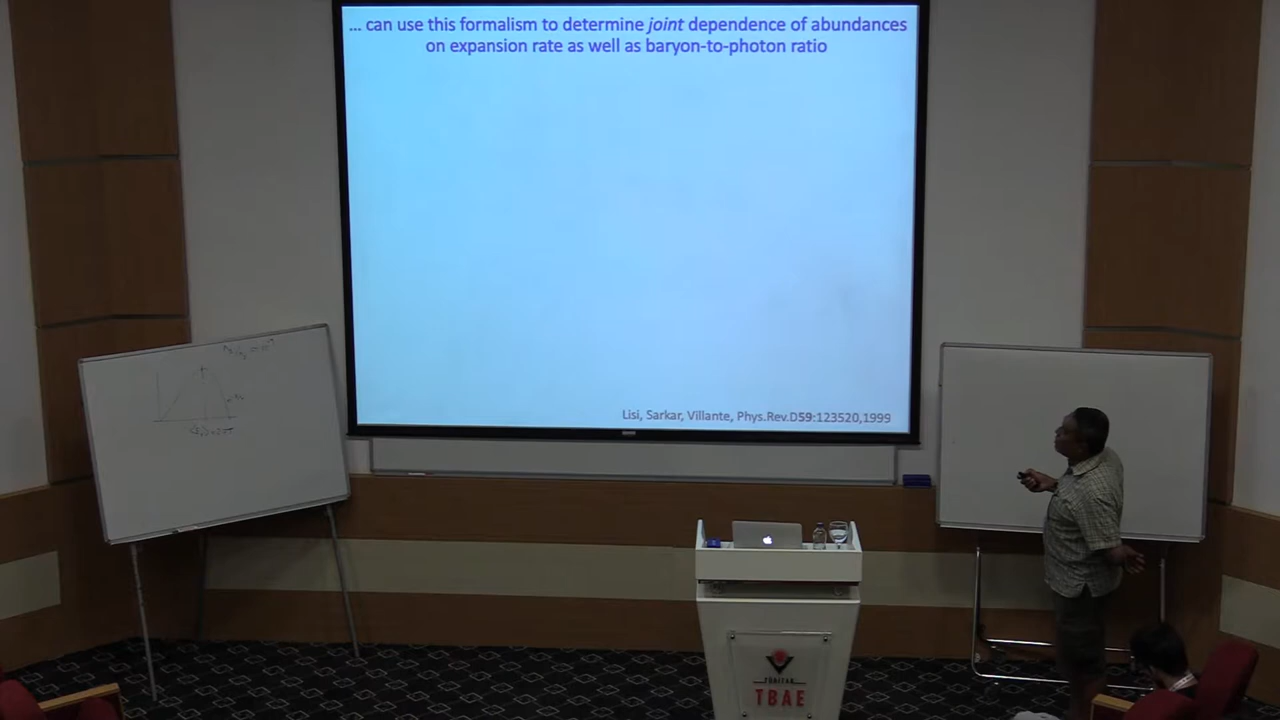 ... can use this formalism to determine joint dependence of abundances
on expansion rate as well as baryon-to-photon ratio
Lisi, Sarkar, Villante, Phys.Rev.D59:123520,1999
TÜBİTAK
TBAE